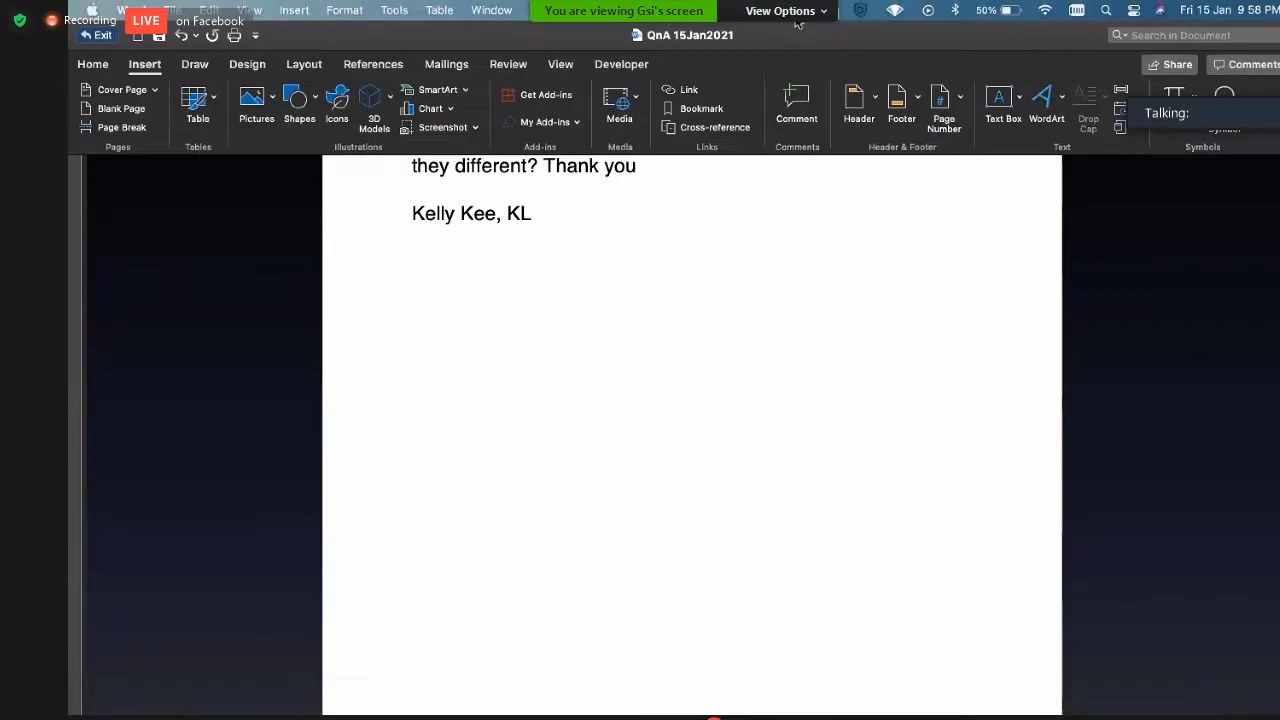 Recording LIVE on Facebook
File Edit View Insert Format Tools Table Window You are viewing Gsi's screen View Options 50% Fri 15 Jan 9:58 PM
Exit QnA 15Jan2021 Search in Document
Home Insert Draw Design Layout References Mailings Review View Developer Share Comments
Cover Page
Blank Page
Page Break
Pages
Table
Tables
Pictures Shapes Icons 3D Models
SmartArt
Chart
Screenshot
Illustrations
Get Add-ins
My Add-ins
Add-ins
Media
Media
Link
Bookmark
Cross-reference
Links
Comment
Comments
Header Footer Page Number
Header & Footer
Text Box WordArt Drop Cap
Text
Talking:
Symbols
they different? Thank you
Kelly Kee, KL